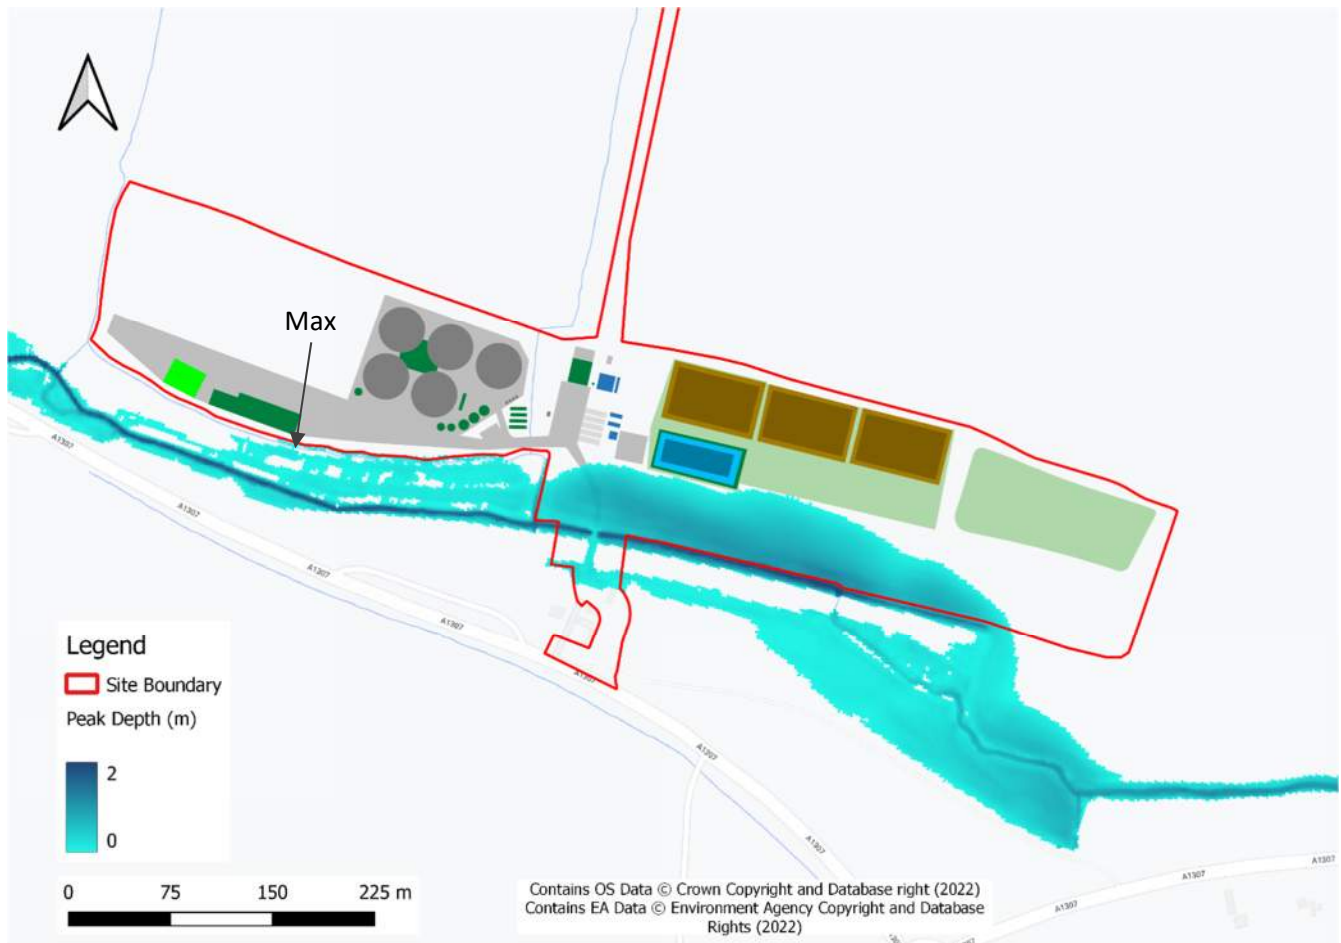 Max
A1307
A1307
A1307
A1307
A1307
A1307
A1307
A1307
A1307
A1307
Legend
Site Boundary
Peak Depth (m)
2
0
0 75 150 225 m
Contains OS Data © Crown Copyright and Database right (2022)
Contains EA Data © Environment Agency Copyright and Database
Rights (2022)